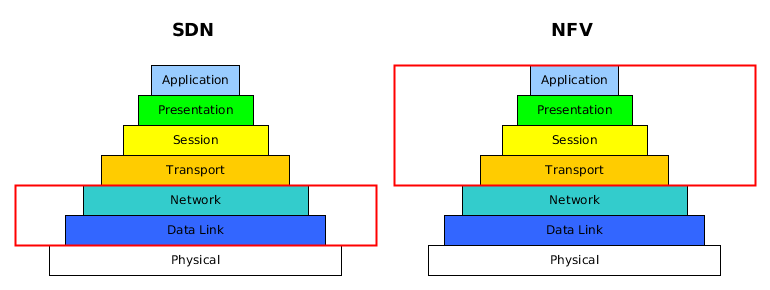 SDN
Application
Presentation
Session
Transport
Network
Data Link
Physical
NFV
Application
Presentation
Session
Transport
Network
Data Link
Physical